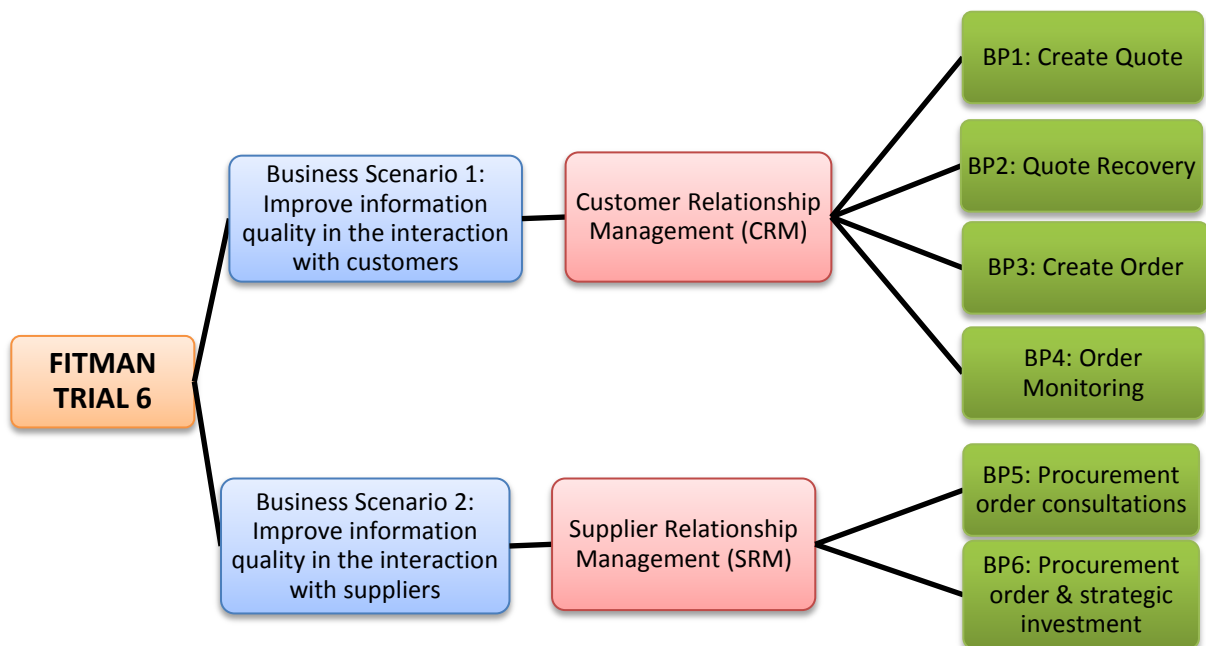 FITMAN
TRIAL 6
Business Scenario 1:
Improve information
quality in the interaction
with customers
Customer Relationship
Management (CRM)
BP1: Create Quote
BP2: Quote Recovery
BP3: Create Order
BP4: Order
Monitoring
Business Scenario 2:
Improve information
quality in the interaction
with suppliers
Supplier Relationship
Management (SRM)
BP5: Procurement
order consultations
BP6: Procurement
order & strategic
investment